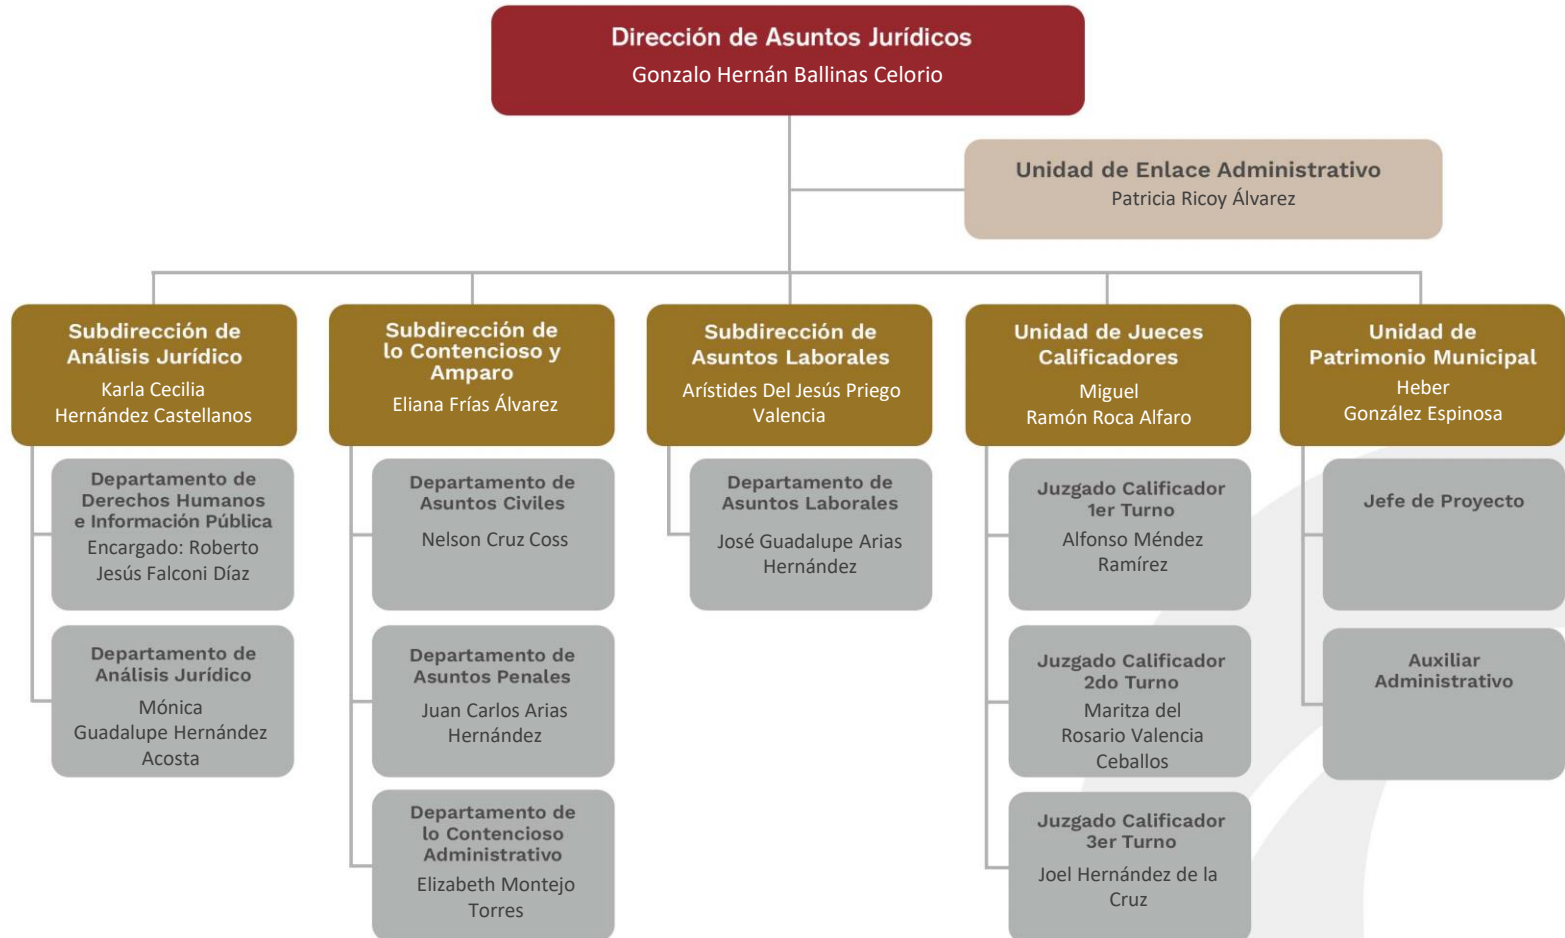 Dirección de Asuntos Jurídicos
Gonzalo Hernán Ballinas Celorio
Unidad de Enlace Administrativo
Patricia Ricoy Álvarez
Subdirección de
Análisis Jurídico
Karla Cecilia
Hernández Castellanos
Departamento de
Derechos Humanos
e Información Pública
Encargado: Roberto
Jesús Falconi Díaz
Departamento de
Análisis Jurídico
Mónica
Guadalupe Hernández
Acosta
Subdirección de
lo Contencioso y
Amparo
Eliana Frías Álvarez
Departamento de
Asuntos Civiles
Nelson Cruz Coss
Departamento de
Asuntos Penales
Juan Carlos Arias
Hernández
Departamento de
lo Contencioso
Administrativo
Elizabeth Montejo
Torres
Subdirección de
Asuntos Laborales
Arístides Del Jesús Priego
Valencia
Departamento de
Asuntos Laborales
José Guadalupe Arias
Hernández
Unidad de Jueces
Calificadores
Miguel
Ramón Roca Alfaro
Juzgado Calificador
1er Turno
Alfonso Méndez
Ramírez
Juzgado Calificador
2do Turno
Maritza del
Rosario Valencia
Ceballos
Juzgado Calificador
3er Turno
Joel Hernández de la
Cruz
Unidad de
Patrimonio Municipal
Heber
González Espinosa
Jefe de Proyecto
Auxiliar
Administrativo